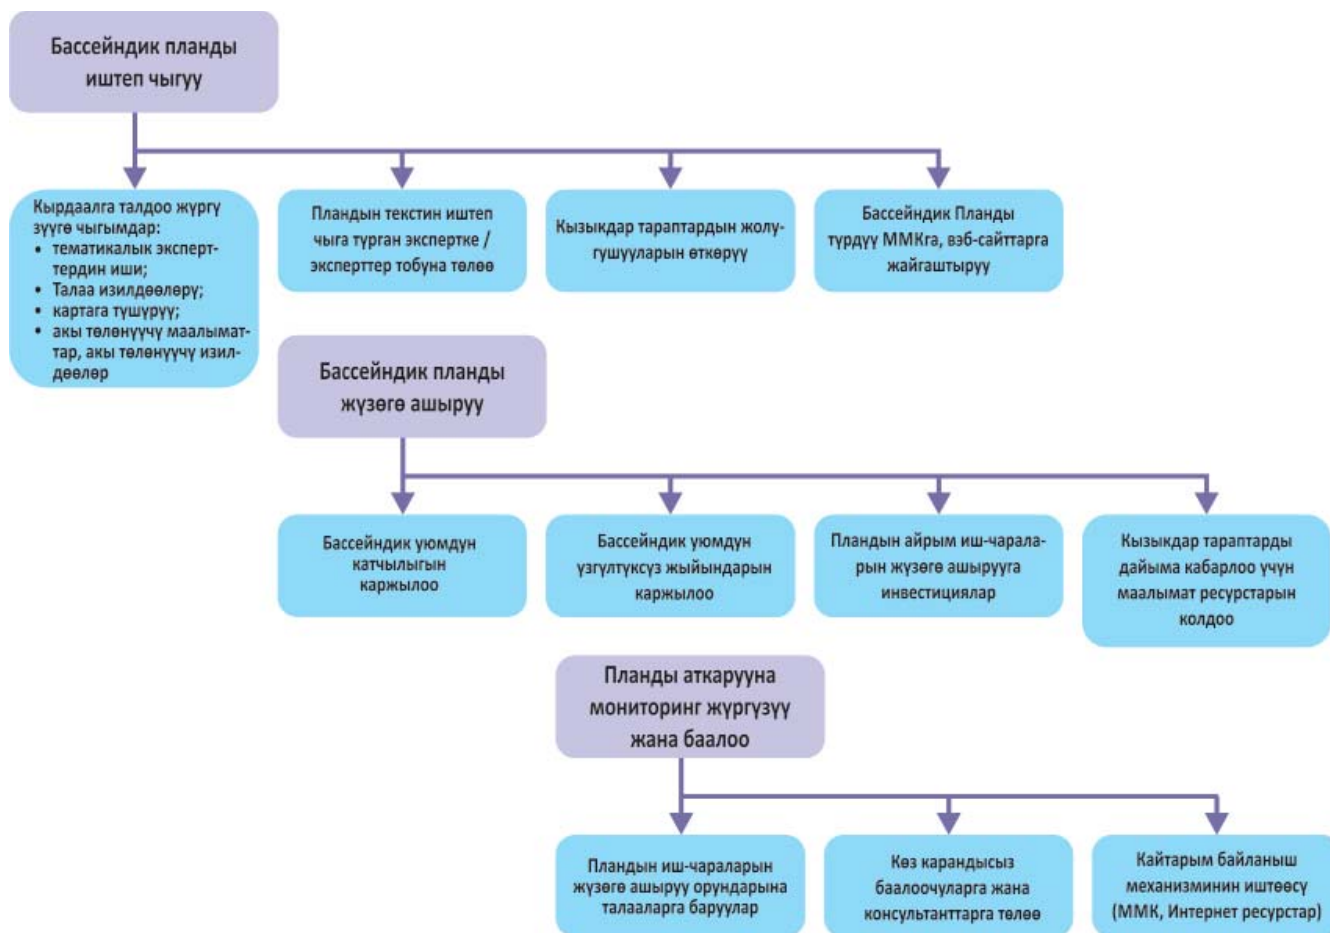 Бассейндик планды
иштеп чыгуу
Кырдаалга талдоо жүргү
зүүгө чыгымдар:
• тематикалык эксперт-
тердин иши;
• Талаа изилдөөлөрү;
• картага түшүрүү;
• акы төлөнүүчү маалымат-
тар, акы төлөнүүчү изил-
дөөлөр
Пландын текстин иштеп
чыга турган экспертке /
эксперттер тобуна төлөө
Кызыкдар тараптардын жолу-
гушууларын өткөрүү
Бассейндик Планды
түрдүү ММКга, вэб-сайттарга
жайгаштыруу
Бассейндик планды
жүзөгө ашыруу
Бассейндик уюмдун
катчылыгын
каржылоо
Бассейндик уюмдун
үзгүлтүксүз жыйындарын
каржылоо
Пландын айрым иш-чарала-
рын жүзөгө ашырууга
инвестициялар
Кызыкдар тараптарды
дайыма кабарлоо үчүн
маалымат ресурстарын
колдоо
Планды аткарууна
мониторинг жүргүзүү
жана баалоо
Пландын иш-чараларын
жүзөгө ашыруу орундарына
талааларга баруулар
Көз карандысыз
баалоочуларга жана
консультанттарга төлөө
Кайтарым байланыш
механизминин иштөөсү
(ММК, Интернет ресурстар)